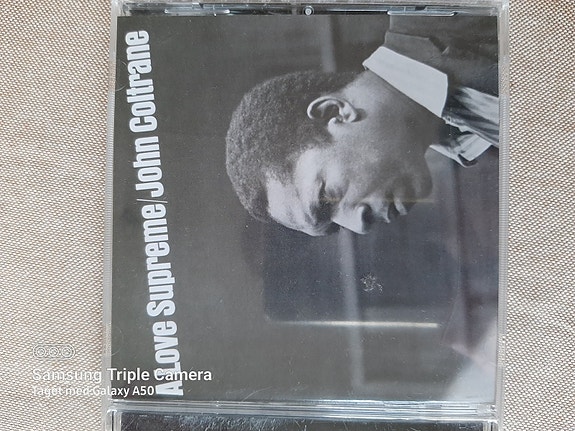 A Love Supreme/John Coltrane
Samsung Triple Camera
Taget med Galaxy A50